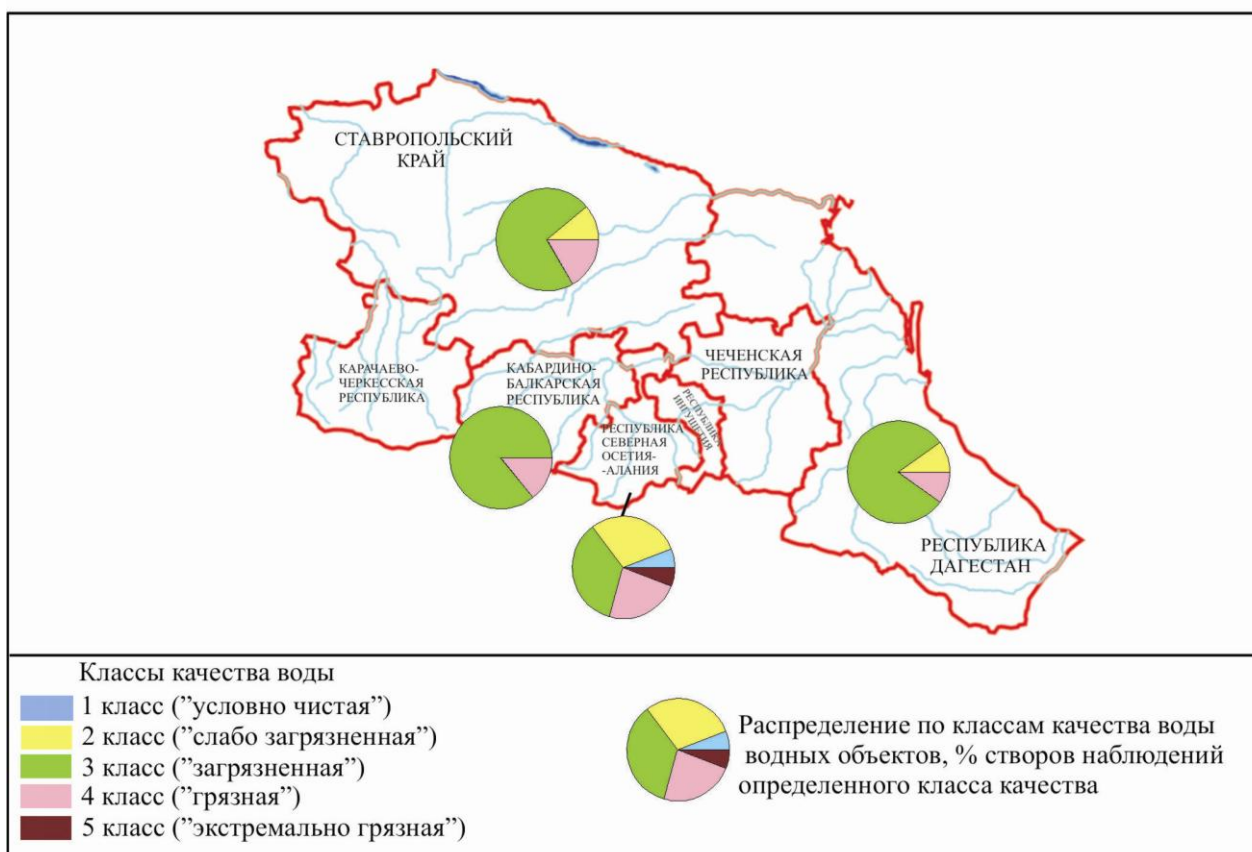 СТАВРОПОЛЬСКИЙ
КРАЙ
КАРАЧАЕВО-
ЧЕРКЕССКАЯ
РЕСПУБЛИКА
КАБАРДИНО-
БАЛКАРСКАЯ
РЕСПУБЛИКА
РЕСПУБЛИКА
СЕВЕРНАЯ
ОСЕТИЯ-
-АЛАНИЯ
РЕСПУБЛИКА
ИНГУШЕТИЯ
ЧЕЧЕНСКАЯ
РЕСПУБЛИКА
РЕСПУБЛИКА
ДАГЕСТАН
Классы качества воды
1 класс (”условно чистая”)
2 класс (”слабо загрязненная”)
3 класс (”загрязненная”)
4 класс (”грязная”)
5 класс (”экстремально грязная”)
Распределение по классам качества воды
водных объектов, % створов наблюдений
определенного класса качества